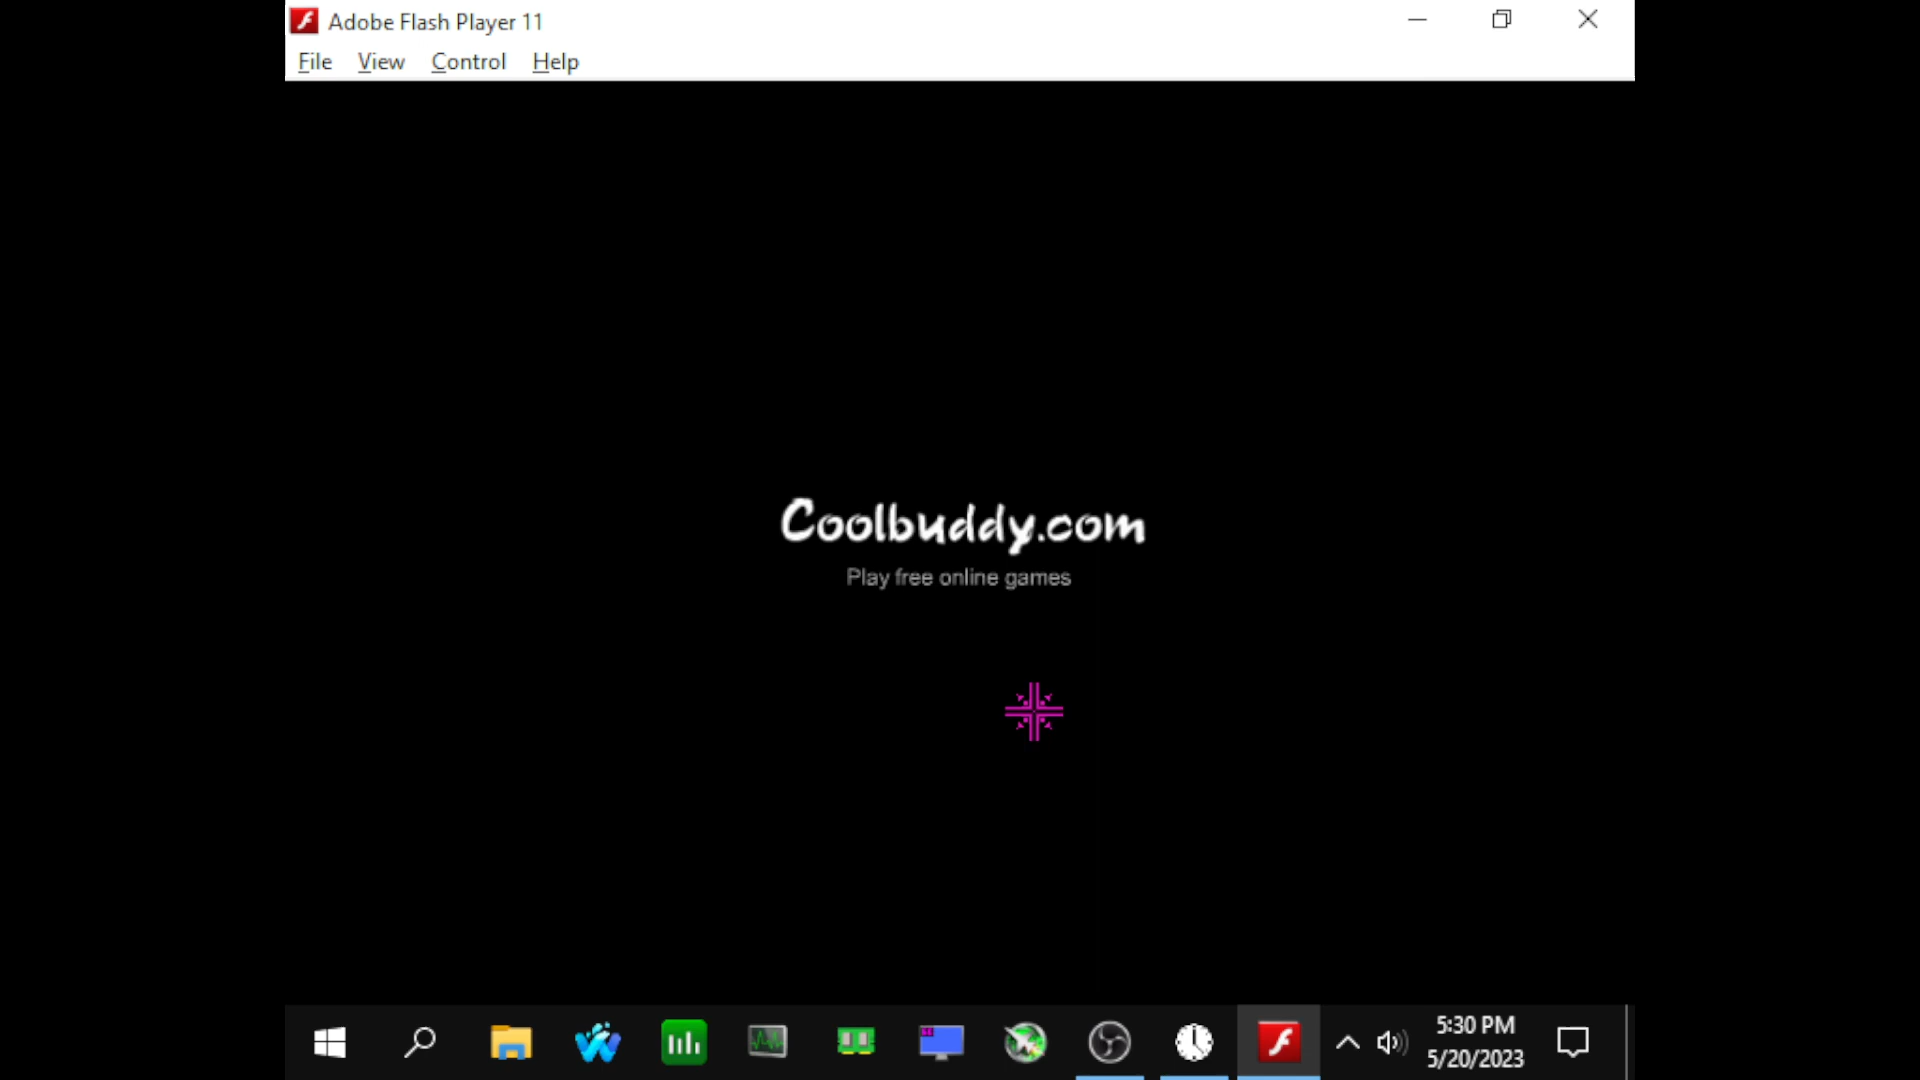 Adobe Flash Player 11
File View Control Help
Coolbuddy.com
Play free online games
5:30 PM
5/20/2023